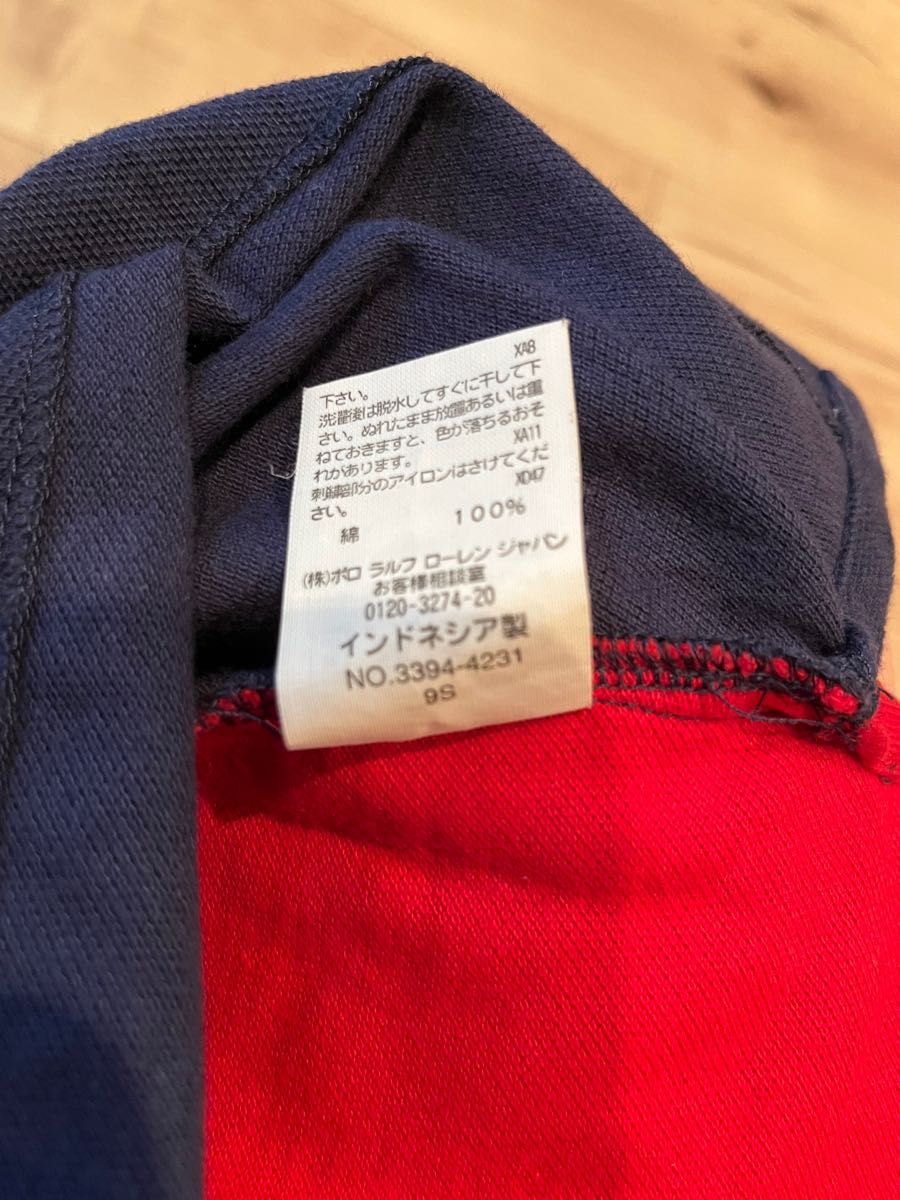 XA8
下さい。
洗濯後は脱水してすぐに干して下
さい。ぬれたまま放置あるいは重
ねておきますと、色が落ちるおそ
れがあります。 XA11
刺繍部分のアイロンはさけてくだ
さい。 XD47
綿 100%
(株)ポロ ラルフ ローレン ジャパン
お客様相談室
0120-3274-20
インドネシア製
NO.3394-4231
9S